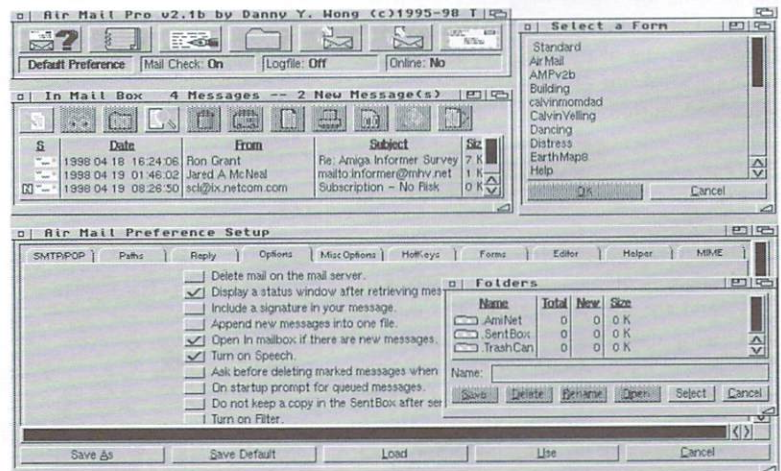 Air Mail Pro v2.1b by Danny Y. Wong (c)1995-98 T
Default Preference
Mail Check: On
Logfile: Off
Online: No
In Mail Box 4 Messages -- 2 New Message(s)
S Date From Subject Siz
1998 04 18 16:24:06 Ron Grant Re: Amiga Informer Survey 7 K
1998 04 19 01:46:02 Jared A McNeal mailto:Informer@mhv.net 1 K
N 1998 04 19 08:26:50 scl@ix.netcom.com Subscription - No Risk 0 K
Select a Form
Standard
AirMail
AMPv2b
Building
calvinmomdad
CalvinYelling
Dancing
Distress
EarthMap8
Help
OK
Cancel
Air Mail Preference Setup
SMTP/POP Paths Reply Options Misc Options HotKeys Forms Editor Helper MIME
Delete mail on the mail server.
Display a status window after retrieving mes
Include a signature in your message.
Append new messages into one file.
Open In mailbox if there are new messages.
Turn on Speech.
Ask before deleting marked messages when
On startup prompt for queued messages.
Do not keep a copy in the SentBox after ser
Turn on Filter.
Folders
Name Total New Size
.AmiNet 0 0 0 K
.SentBox 0 0 0 K
.TrashCan 0 0 0 K
Name:
Save Delete Rename Open Select Cancel
Save As Save Default Load Use Cancel